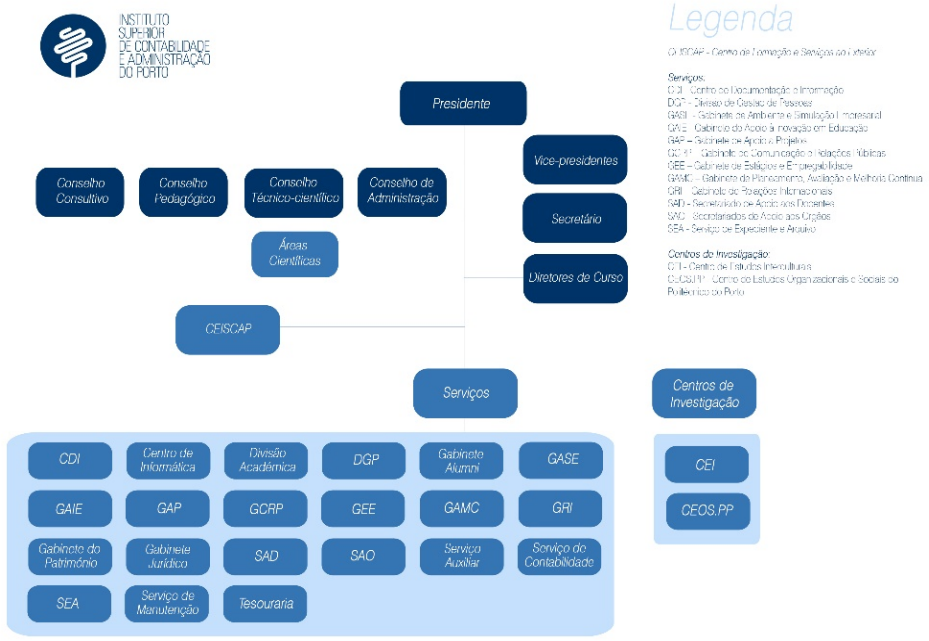 INSTITUTO
SUPERIOR
DE CONTABILIDADE
E ADMINISTRAÇÃO
DO PORTO
Legenda
CEISCAP - Centro de Formação e Serviços ao Exterior
Serviços:
CDI - Centro de Documentação e Informação
DGP - Divisão de Gestão de Pessoas
GASE - Gabinete de Ambiente e Simulação Empresarial
GAIE - Gabinete de Apoio à Inovação em Educação
GAP – Gabinete de Apoio a Projetos
GCRP - Gabinete de Comunicação e Relações Públicas
GEE – Gabinete de Estágios e Empregabilidade
GAMC – Gabinete de Planeamento, Avaliação e Melhoria Contínua
GRI - Gabinete de Relações Internacionais
SAD - Secretariado de Apoio aos Docentes
SAO - Secretariados de Apoio aos Orgãos
SEA - Serviço de Expediente e Arquivo
Centros de Investigação:
CEI - Centro de Estudos Interculturais
CEOS.PP - Centro de Estudos Organizacionais e Sociais do
Politécnico do Porto
Presidente
Vice-presidentes
Secretário
Diretores de Curso
Conselho
Consultivo
Conselho
Pedagógico
Conselho
Técnico-científico
Conselho de
Administração
Áreas
Científicas
CEISCAP
Serviços
Centros de
Investigação
CDI
Centro de
Informática
Divisão
Académica
DGP
Gabinete
Alumni
GASE
GAIE
GAP
GCRP
GEE
GAMC
GRI
Gabinete do
Património
Gabinete
Jurídico
SAD
SAO
Serviço
Auxiliar
Serviço de
Contabilidade
SEA
Serviço de
Manutenção
Tesouraria
CEI
CEOS.PP